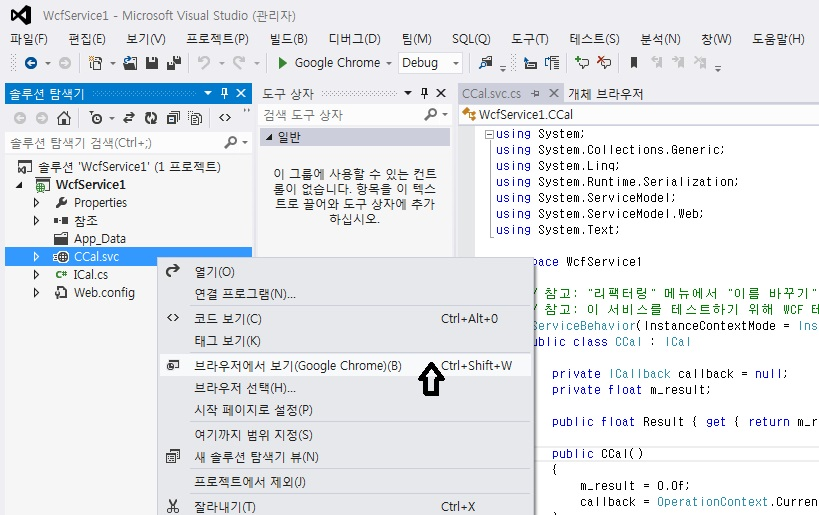 WcfService1 - Microsoft Visual Studio (관리자)
파일(F) 편집(E) 보기(V) 프로젝트(P) 빌드(B) 디버그(D) 팀(M) SQL(Q) 도구(T) 테스트(S) 분석(N) 창(W) 도움말(H)
Google Chrome Debug
솔루션 탐색기
솔루션 탐색기 검색(Ctrl+;)
솔루션 'WcfService1' (1 프로젝트)
WcfService1
Properties
참조
App_Data
CCal.svc
ICal.cs
Web.config
도구 상자
검색 도구 상자
일반
이 그룹에 사용할 수 있는 컨트
롤이 없습니다. 항목을 이 텍스
트로 끌어와 도구 상자에 추가
하십시오.
CCal.svc.cs 개체 브라우저
WcfService1.CCal
using System;
using System.Collections.Generic;
using System.Linq;
using System.Runtime.Serialization;
using System.ServiceModel;
using System.ServiceModel.Web;
using System.Text;
pace WcfService1
/ 참고: "리팩터링" 메뉴에서 "이름 바꾸기"
/ 참고: 이 서비스를 테스트하기 위해 WCF 테
ServiceBehavior(InstanceContextMode = Ins
public class CCal : ICal
private ICallback callback = null;
private float m_result;
public float Result { get { return m_r
public CCal()
{
m_result = 0.0f;
callback = OperationContext.Curren
열기(O)
연결 프로그램(N)...
코드 보기(C) Ctrl+Alt+0
태그 보기(K)
브라우저에서 보기(Google Chrome)(B) Ctrl+Shift+W
브라우저 선택(H)...
시작 페이지로 설정(P)
여기까지 범위 지정(S)
새 솔루션 탐색기 뷰(N)
프로젝트에서 제외(J)
잘라내기(T) Ctrl+X